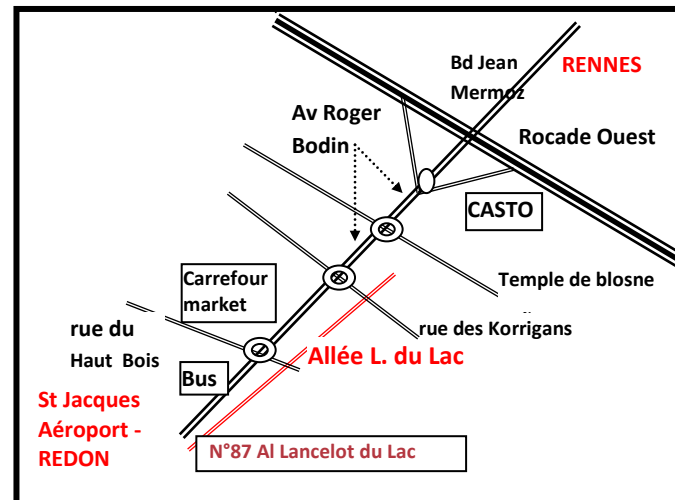 Bd Jean
Mermoz
RENNES
Av Roger
Bodin
Rocade Ouest
CASTO
Temple de blosne
Carrefour
market
rue des Korrigans
rue du
Haut Bois
Allée L. du Lac
Bus
St Jacques
Aéroport -
REDON
N°87 Al Lancelot du Lac